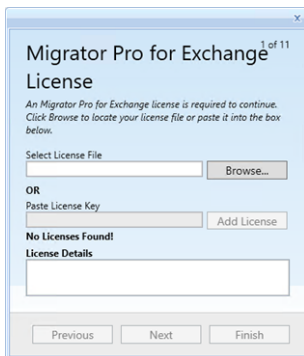 x
1 of 11
Migrator Pro for Exchange
License
An Migrator Pro for Exchange license is required to continue.
Click Browse to locate your license file or paste it into the box
below.
Select License File
Browse...
OR
Paste License Key
Add License
No Licenses Found!
License Details
Previous
Next
Finish